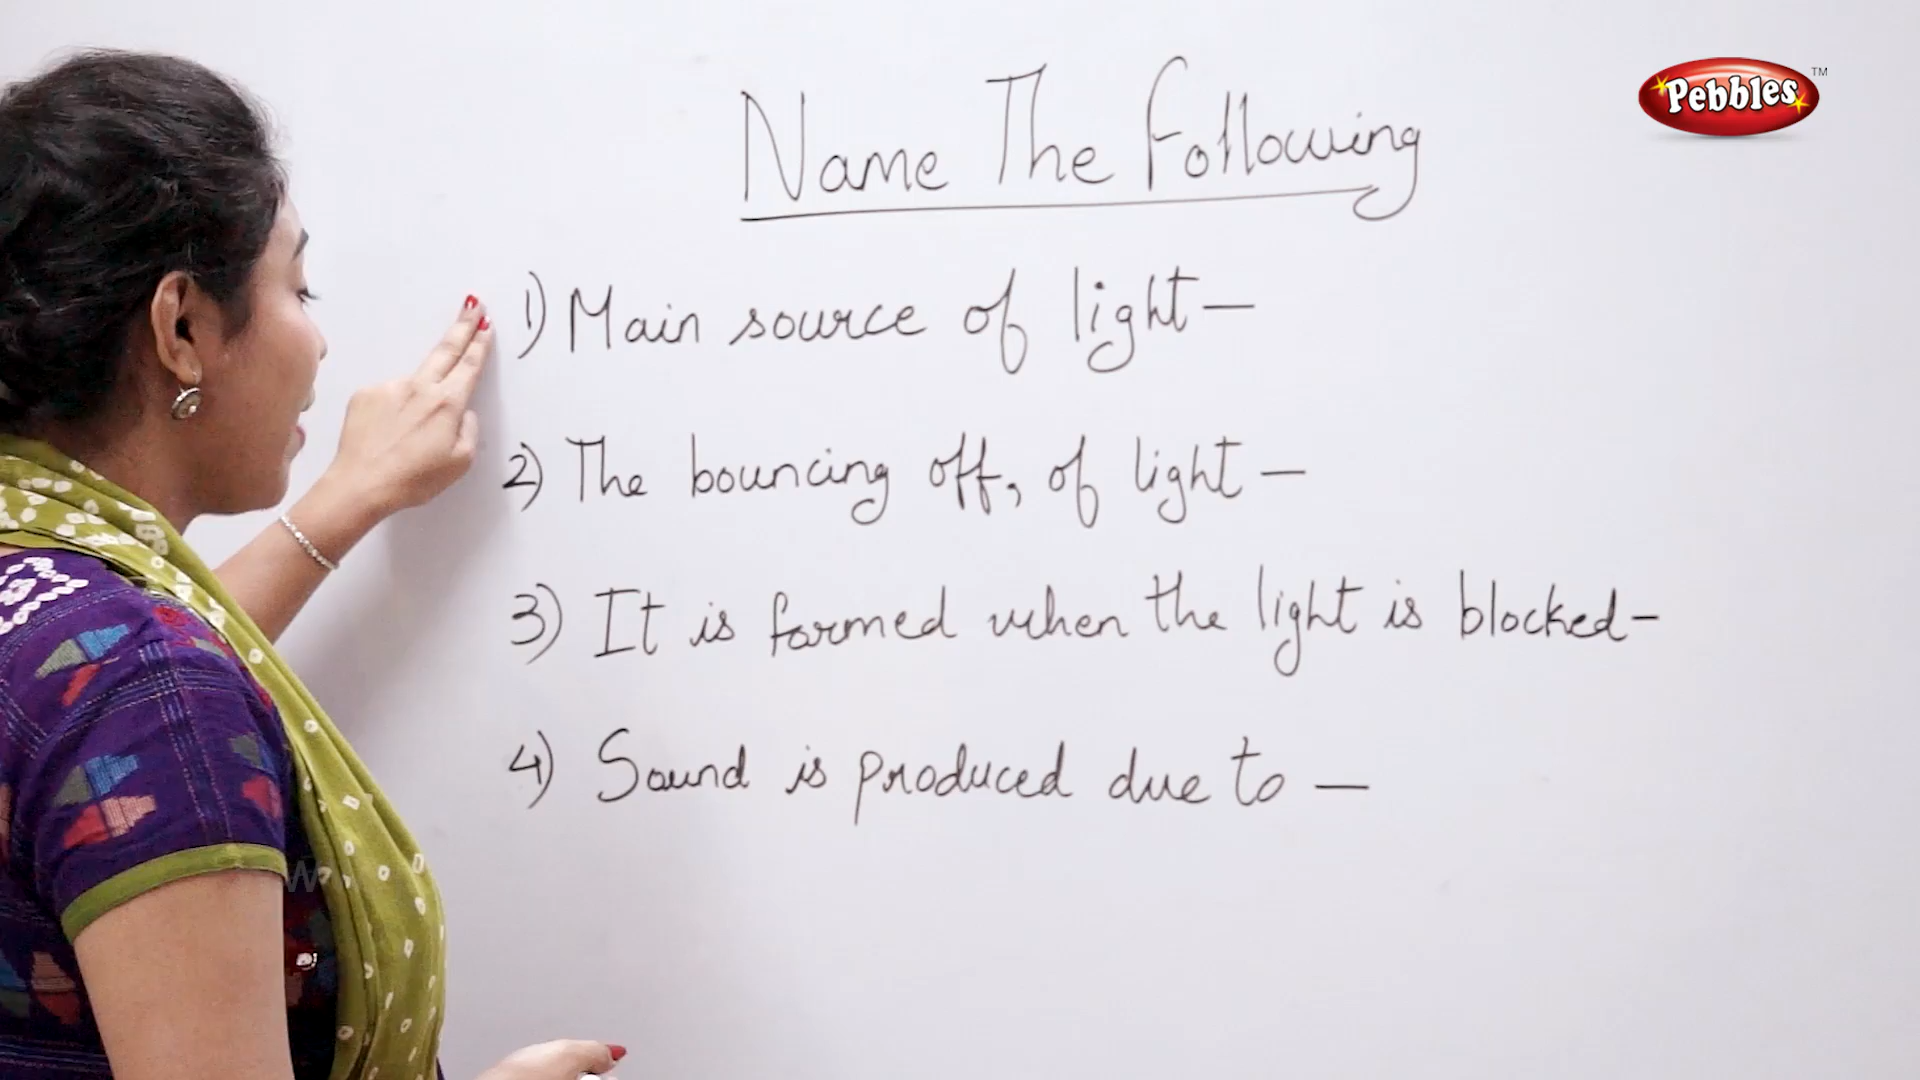 Pebbles TM
Name The Following
1) Main source of light –
2) The bouncing off, of light –
3) It is formed when the light is blocked –
4) Sound is produced due to –